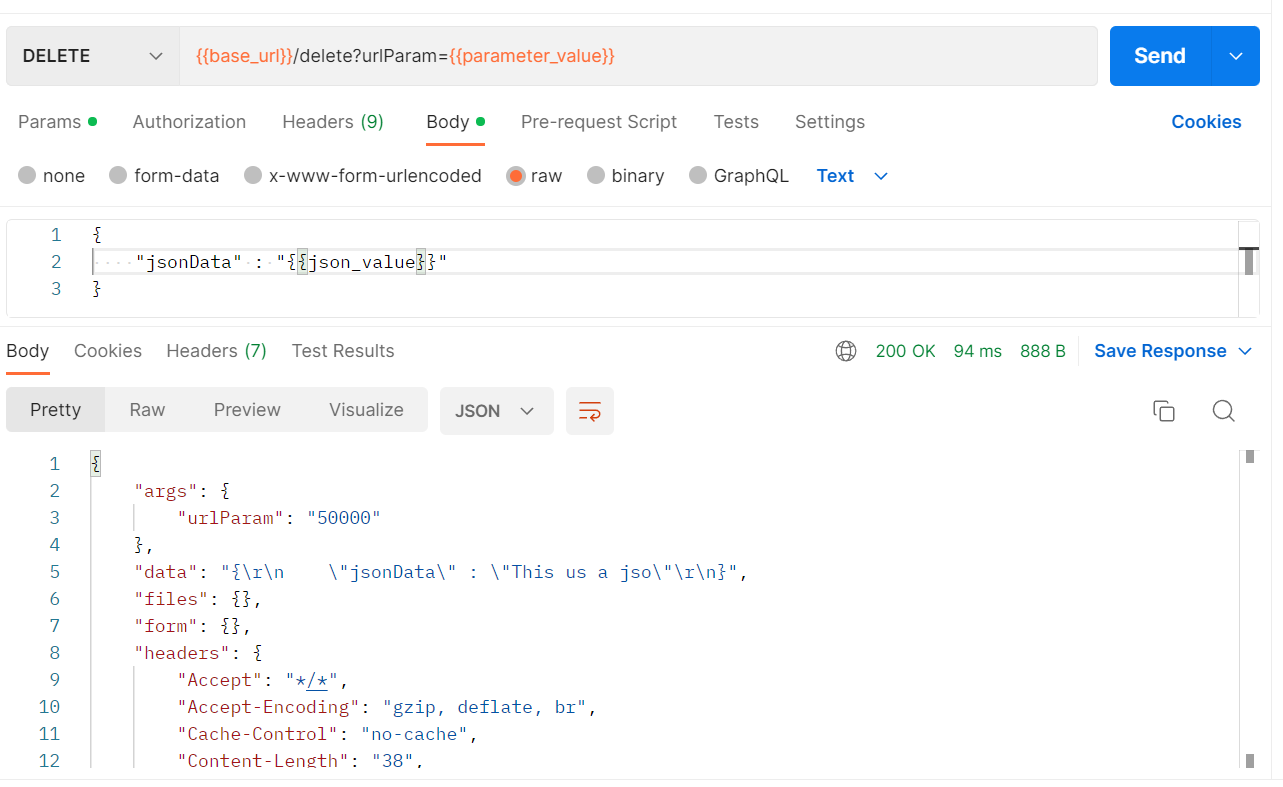 DELETE {{base_url}}/delete?urlParam={{parameter_value}} Send
Params Authorization Headers (9) Body Pre-request Script Tests Settings Cookies
none form-data x-www-form-urlencoded raw binary GraphQL Text
1 {
2 ····"jsonData"·:·"{{json_value}}"
3 }
Body Cookies Headers (7) Test Results 200 OK 94 ms 888 B Save Response
Pretty Raw Preview Visualize JSON
1 {
2 "args": {
3 "urlParam": "50000"
4 },
5 "data": "{\r\n    \"jsonData\" : \"This us a jso\"\r\n}",
6 "files": {},
7 "form": {},
8 "headers": {
9 "Accept": "*/*",
10 "Accept-Encoding": "gzip, deflate, br",
11 "Cache-Control": "no-cache",
12 "Content-Length": "38",